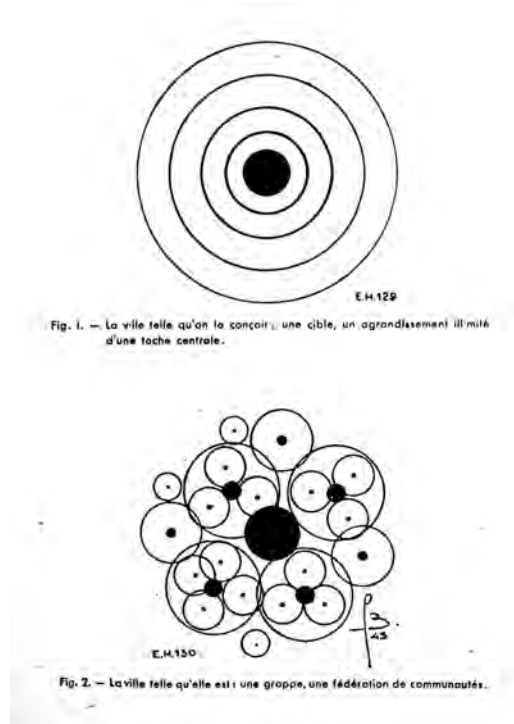 E.H.129
Fig. 1. — La ville telle qu'on la conçoit : une cible, un agrandissement illimité
d'une tache centrale.
E.H.130
Fig. 2. — La ville telle qu'elle est : une grappe, une fédération de communautés.